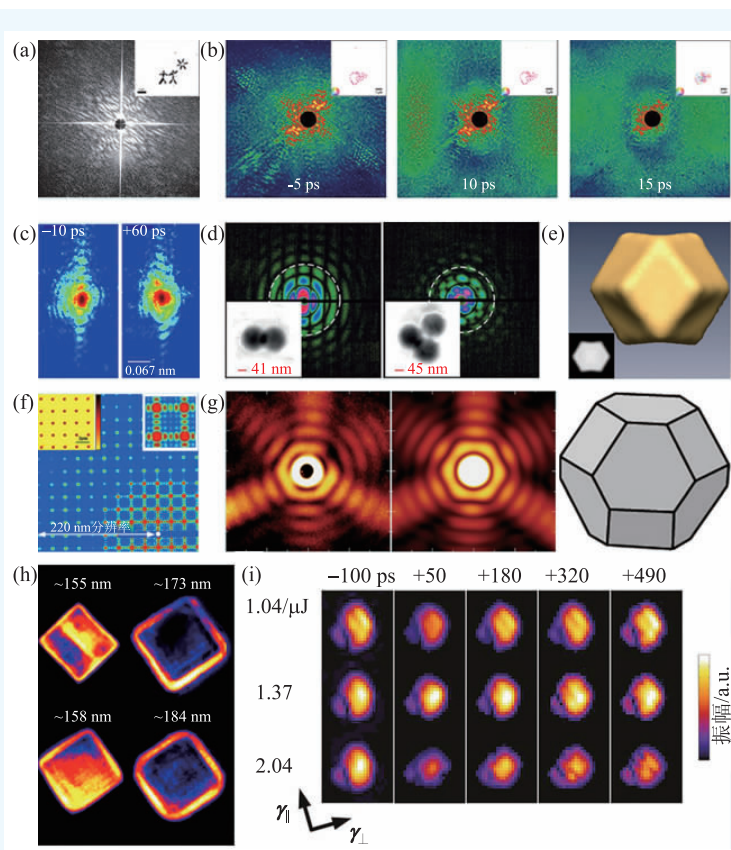 (a)
(b)
-5 ps
10 ps
15 ps
(c)
−10 ps
+60 ps
0.067 nm
(d)
41 nm
45 nm
(e)
(f)
220 nm分辨率
(g)
(h)
~155 nm
~173 nm
~158 nm
~184 nm
(i)
−100 ps +50 +180 +320 +490
1.04/μJ
1.37
2.04
γ∥
γ⊥
振幅/a.u.